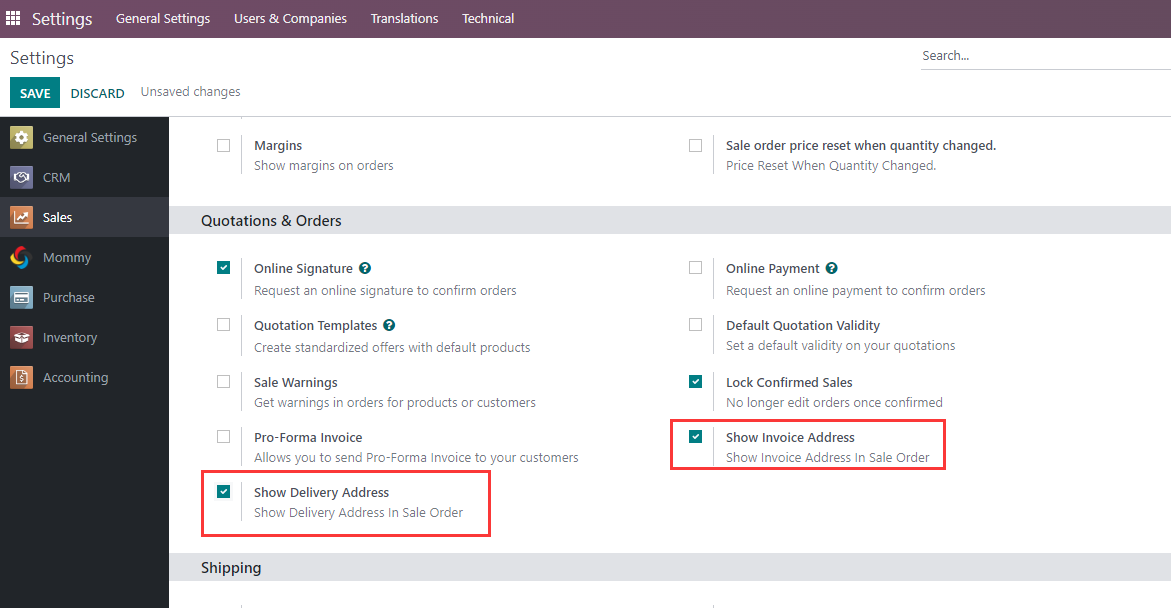 Settings General Settings Users & Companies Translations Technical
Settings
Search...
SAVE DISCARD Unsaved changes
General Settings
CRM
Sales
Mommy
Purchase
Inventory
Accounting
Margins
Show margins on orders
Sale order price reset when quantity changed.
Price Reset When Quantity Changed.
Quotations & Orders
Online Signature ?
Request an online signature to confirm orders
Online Payment ?
Request an online payment to confirm orders
Quotation Templates ?
Create standardized offers with default products
Default Quotation Validity
Set a default validity on your quotations
Sale Warnings
Get warnings in orders for products or customers
Lock Confirmed Sales
No longer edit orders once confirmed
Pro-Forma Invoice
Allows you to send Pro-Forma Invoice to your customers
Show Invoice Address
Show Invoice Address In Sale Order
Show Delivery Address
Show Delivery Address In Sale Order
Shipping